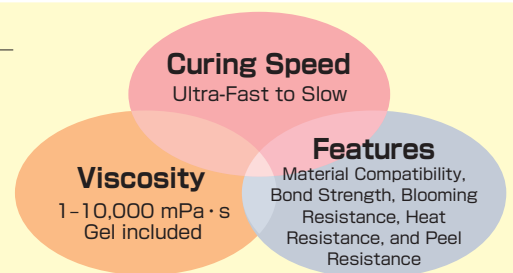 Curing Speed
Ultra-Fast to Slow
Viscosity
1–10,000 mPa·s
Gel included
Features
Material Compatibility,
Bond Strength, Blooming
Resistance, Heat
Resistance, and Peel
Resistance